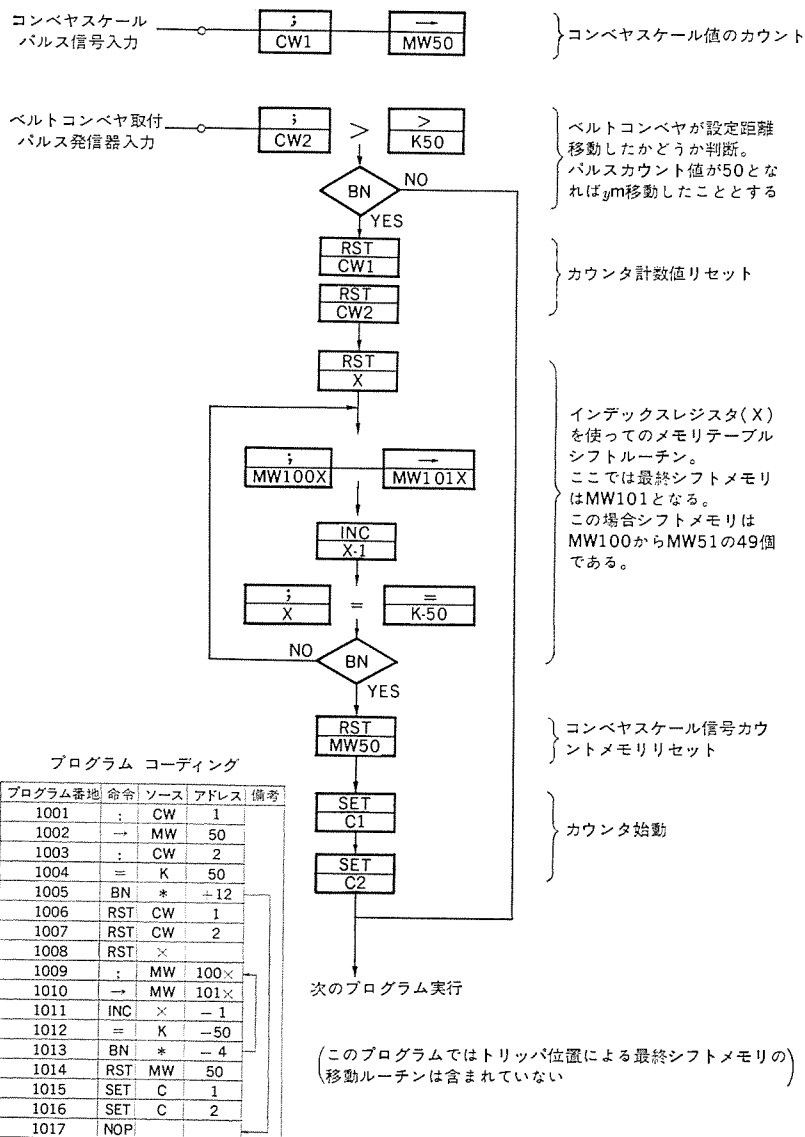 コンベヤスケール
パルス信号入力
;
CW1
→
MW50
コンベヤスケール値のカウント
ベルトコンベヤ取付
パルス発信器入力
;
CW2
>
>
K50
ベルトコンベヤが設定距離
移動したかどうか判断。
パルスカウント値が50とな
ればym移動したこととする
BN
NO
YES
RST
CW1
RST
CW2
カウンタ計数値リセット
RST
X
インデックスレジスタ(X)
を使ってのメモリテーブル
シフトルーチン。
ここでは最終シフトメモリ
はMW101となる。
この場合シフトメモリは
MW100からMW51の49個
である。
;
MW100X
→
MW101X
INC
X-1
;
X
=
=
K-50
NO
BN
YES
RST
MW50
コンベヤスケール信号カウ
ントメモリリセット
SET
C1
カウンタ始動
SET
C2
次のプログラム実行
(このプログラムではトリッパ位置による最終シフトメモリの
移動ルーチンは含まれていない)
プログラム コーディング
プログラム番地 命令 ソース アドレス 備考
1001 ; CW 1
1002 → MW 50
1003 ; CW 2
1004 = K 50
1005 BN * +12
1006 RST CW 1
1007 RST CW 2
1008 RST ×
1009 ; MW 100×
1010 → MW 101×
1011 INC × -1
1012 = K -50
1013 BN * -4
1014 RST MW 50
1015 SET C 1
1016 SET C 2
1017 NOP